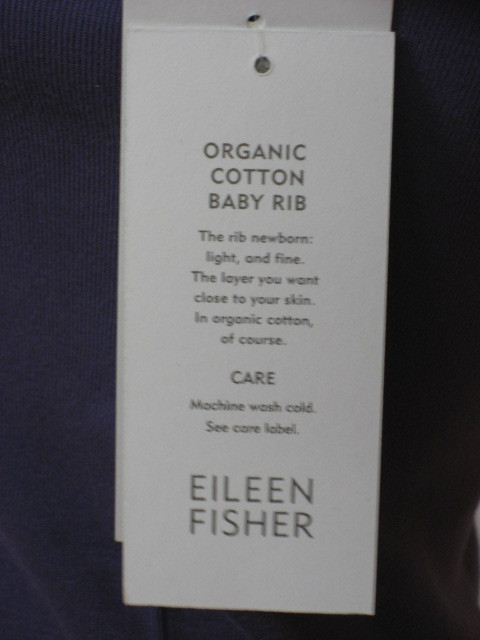 ORGANIC
COTTON
BABY RIB
The rib newborn:
light, and fine.
The layer you want
close to your skin.
In organic cotton,
of course.
CARE
Machine wash cold.
See care label.
EILEEN
FISHER